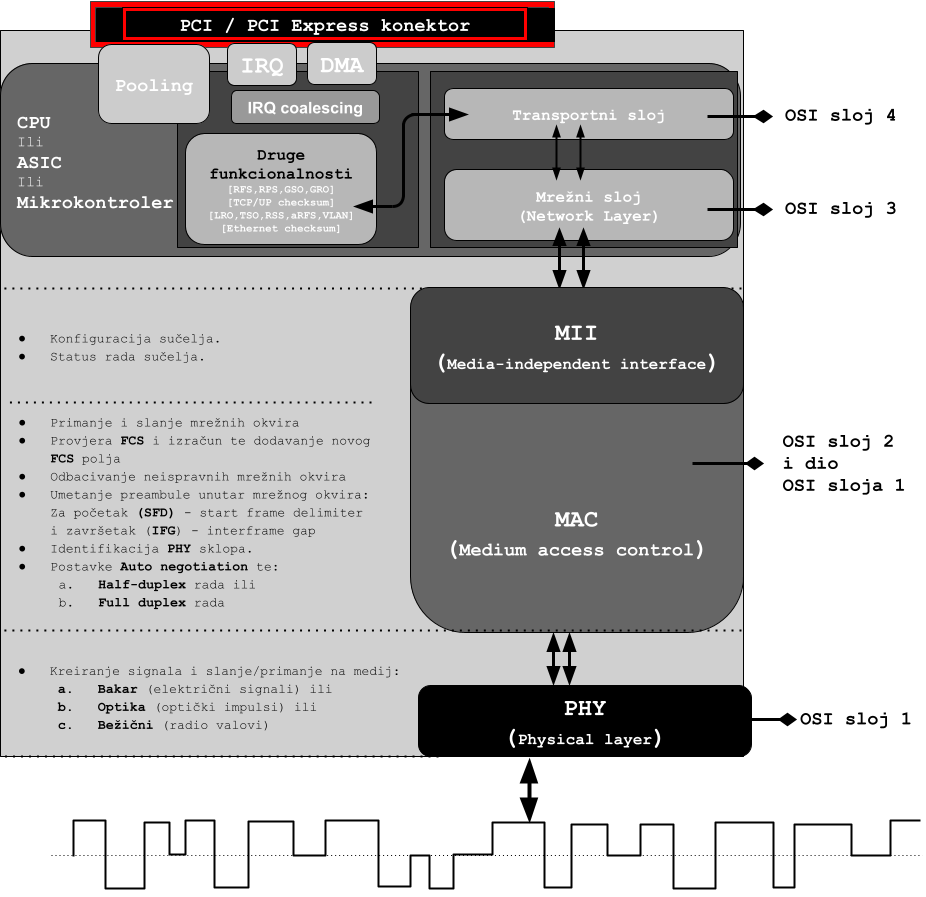 PCI / PCI Express konektor
Pooling
IRQ
DMA
IRQ coalescing
CPU
Ili
ASIC
Ili
Mikrokontroler
Druge
funkcionalnosti
[RFS,RPS,GSO,GRO]
[TCP/UP checksum]
[LRO,TSO,RSS,aRFS,VLAN]
[Ethernet checksum]
Transportni sloj
OSI sloj 4
Mrežni sloj
(Network Layer)
OSI sloj 3
● Konfiguracija sučelja.
● Status rada sučelja.
MII
(Media-independent interface)
● Primanje i slanje mrežnih okvira
● Provjera FCS i izračun te dodavanje novog
FCS polja
● Odbacivanje neispravnih mrežnih okvira
● Umetanje preambule unutar mrežnog okvira:
Za početak (SFD) - start frame delimiter
i završetak (IFG) - interframe gap
● Identifikacija PHY sklopa.
● Postavke Auto negotiation te:
a. Half-duplex rada ili
b. Full duplex rada
MAC
(Medium access control)
OSI sloj 2
i dio
OSI sloja 1
● Kreiranje signala i slanje/primanje na medij:
a. Bakar (električni signali) ili
b. Optika (optički impulsi) ili
c. Bežični (radio valovi)
PHY
(Physical layer)
OSI sloj 1